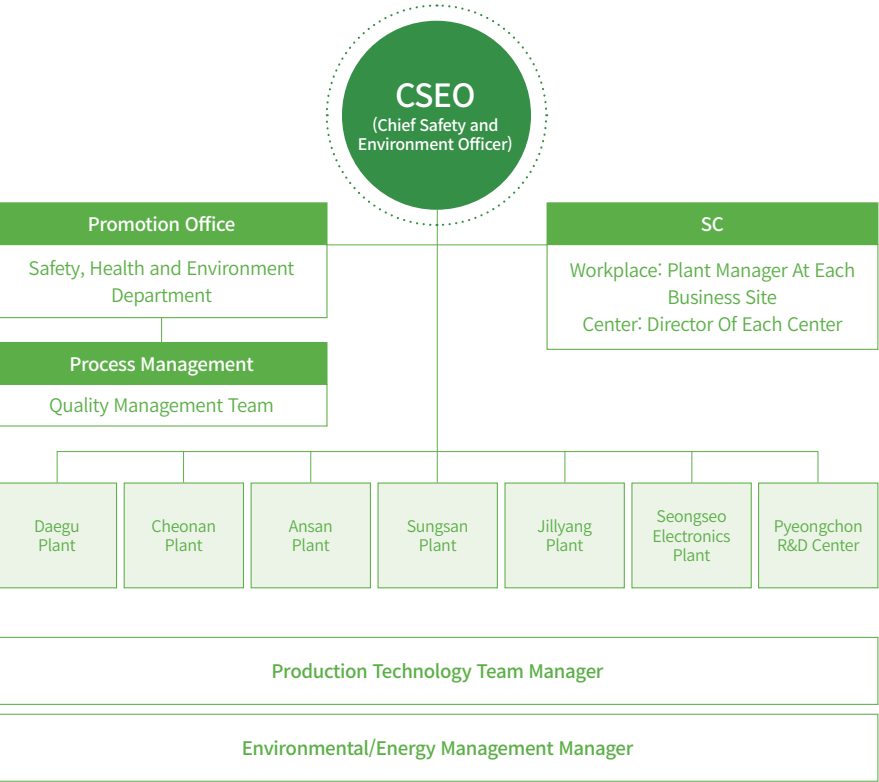 CSEO
(Chief Safety and
Environment Officer)
Promotion Office
Safety, Health and Environment
Department
Process Management
Quality Management Team
SC
Workplace: Plant Manager At Each
Business Site
Center: Director Of Each Center
Daegu
Plant
Cheonan
Plant
Ansan
Plant
Sungsan
Plant
Jillyang
Plant
Seongseo
Electronics
Plant
Pyeongchon
R&D Center
Production Technology Team Manager
Environmental/Energy Management Manager